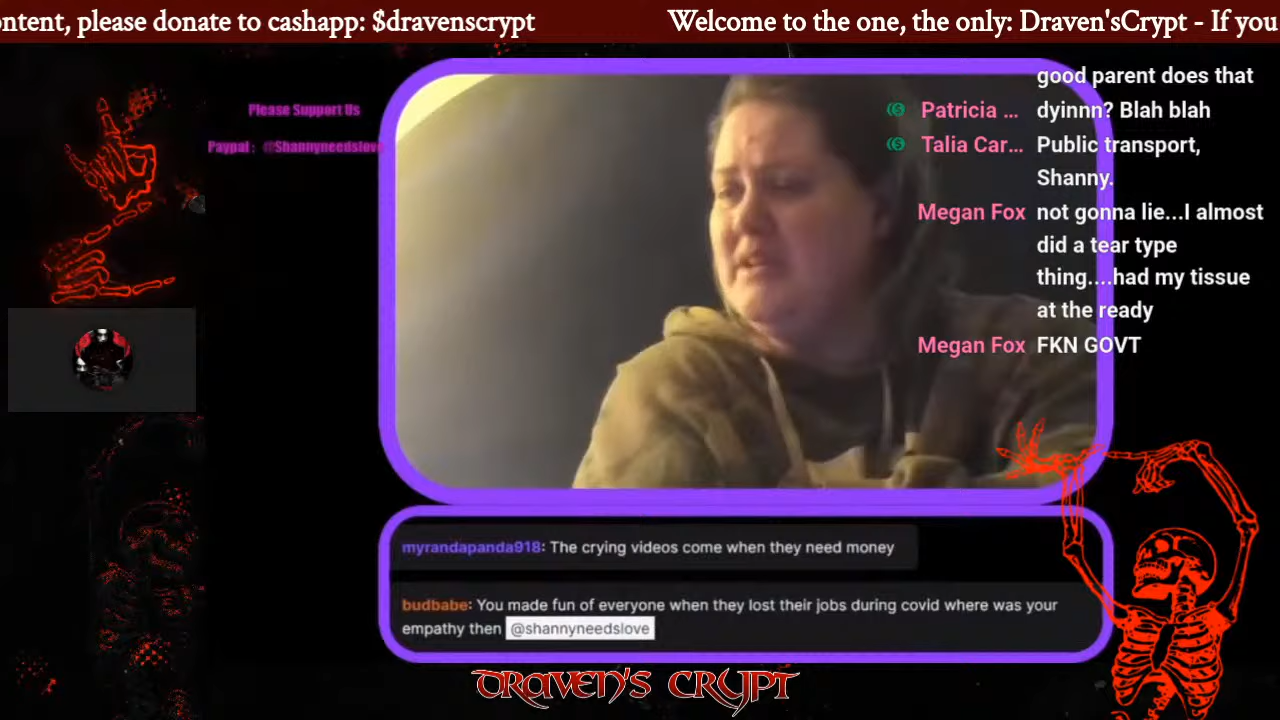 ontent, please donate to cashapp: $dravenscrypt
Welcome to the one, the only: Draven'sCrypt - If you
Please Support Us
Paypal : @Shannyneedslove
good parent does that
Patricia ... dyinnn? Blah blah
Talia Car... Public transport,
Shanny.
Megan Fox not gonna lie...I almost
did a tear type
thing....had my tissue
at the ready
Megan Fox FKN GOVT
myrandapanda918: The crying videos come when they need money
budbabe: You made fun of everyone when they lost their jobs during covid where was your
empathy then @shannyneedslove
DRAVEN'S CRYPT